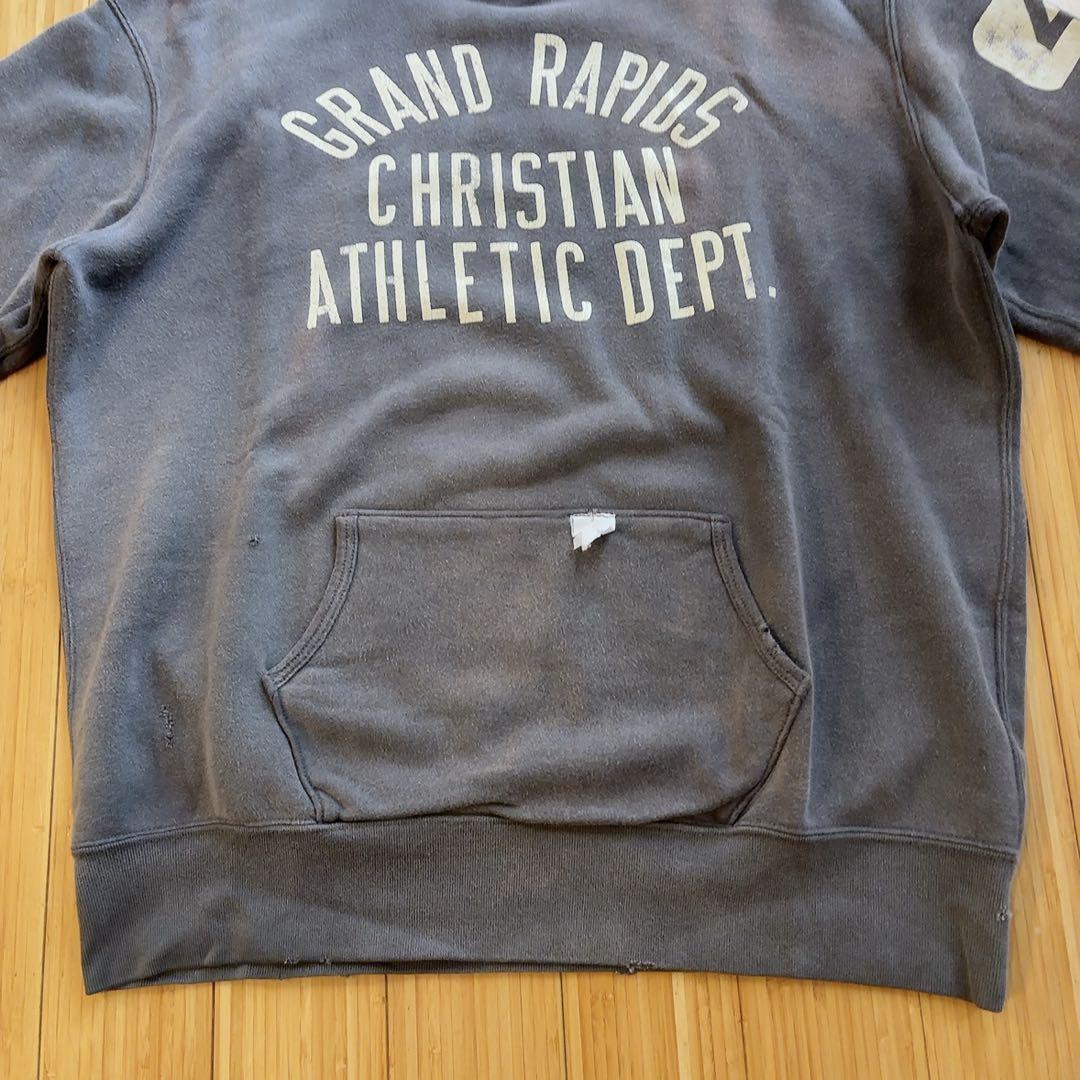 GRAND RAPIDS
CHRISTIAN
ATHLETIC DEPT.